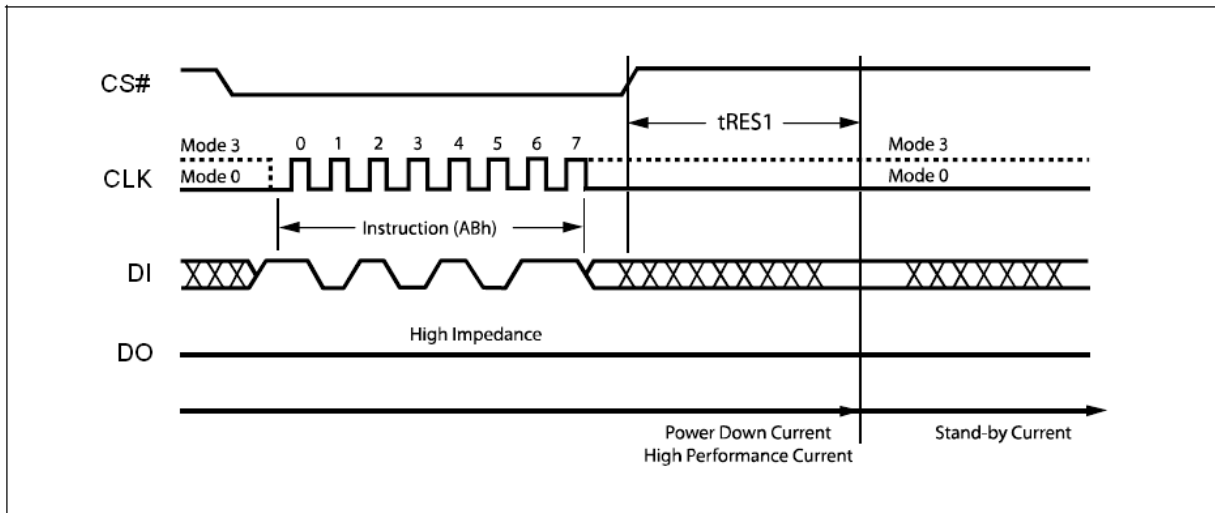 CS#
tRES1
Mode 3
0 1 2 3 4 5 6 7
Mode 3
CLK
Mode 0
Mode 0
Instruction (ABh)
DI
High Impedance
DO
Power Down Current
High Performance Current
Stand-by Current